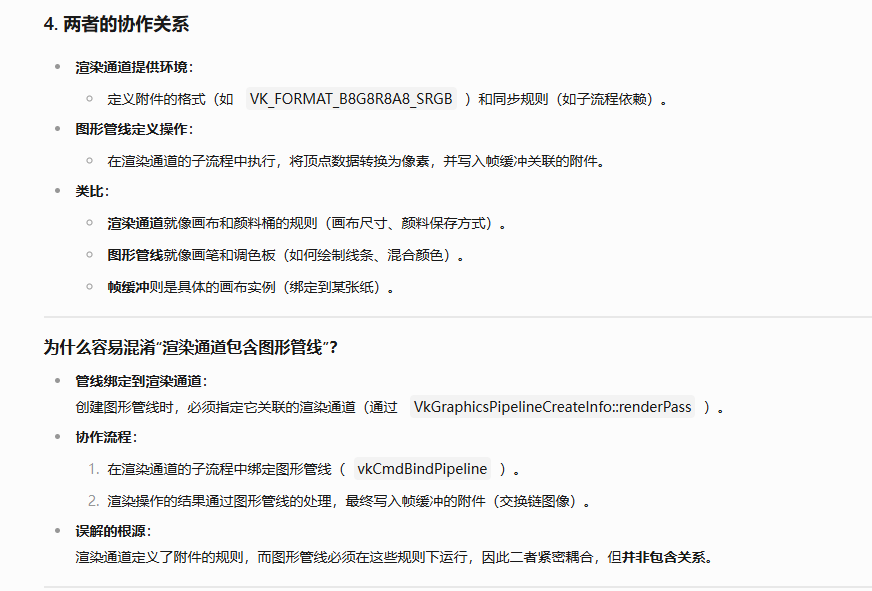 4. 两者的协作关系
渲染通道提供环境：
定义附件的格式（如 VK_FORMAT_B8G8R8A8_SRGB ）和同步规则（如子流程依赖）。
图形管线定义操作：
在渲染通道的子流程中执行，将顶点数据转换为像素，并写入帧缓冲关联的附件。
类比：
渲染通道就像画布和颜料桶的规则（画布尺寸、颜料保存方式）。
图形管线就像画笔和调色板（如何绘制线条、混合颜色）。
帧缓冲则是具体的画布实例（绑定到某张纸）。
为什么容易混淆“渲染通道包含图形管线”？
管线绑定到渲染通道：
创建图形管线时，必须指定它关联的渲染通道（通过 VkGraphicsPipelineCreateInfo::renderPass ）。
协作流程：
1. 在渲染通道的子流程中绑定图形管线（ vkCmdBindPipeline ）。
2. 渲染操作的结果通过图形管线的处理，最终写入帧缓冲的附件（交换链图像）。
误解的根源：
渲染通道定义了附件的规则，而图形管线必须在这些规则下运行，因此二者紧密耦合，但并非包含关系。